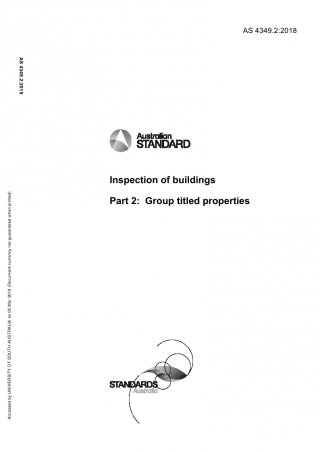 AS 4349.2:2018
AS 4349.2:2018
Australian
STANDARD
Inspection of buildings
Part 2: Group titled properties
Accessed by UNIVERSITY OF SOUTH AUSTRALIA on 05 Mar 2019 (Document currency not guaranteed when printed)
STANDARDS
Australia